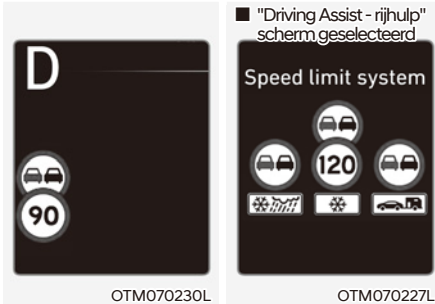 D
90
OTM070230L
■ "Driving Assist - rijhulp"
scherm geselecteerd
Speed limit system
120
OTM070227L